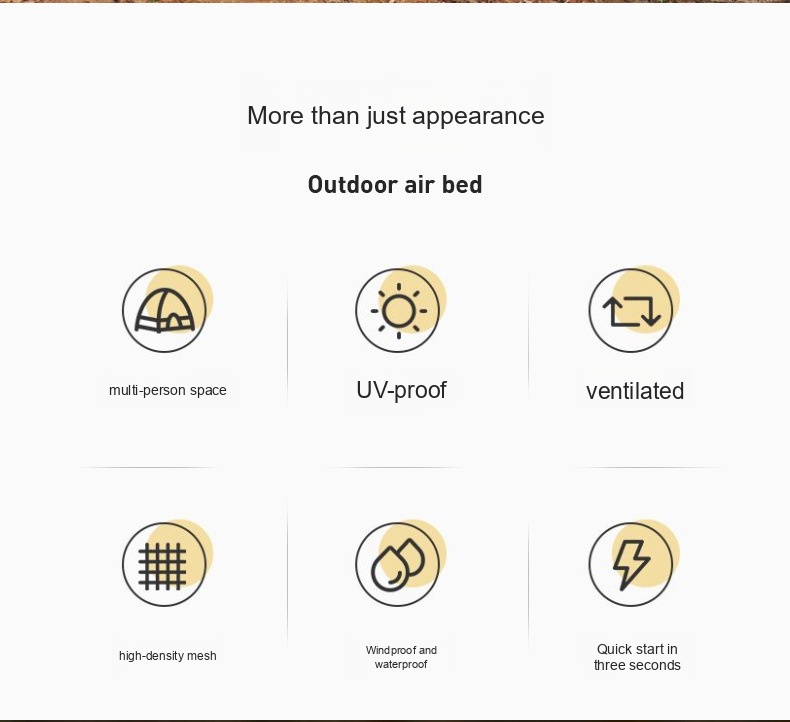 More than just appearance
Outdoor air bed
multi-person space
UV-proof
ventilated
high-density mesh
Windproof and
waterproof
Quick start in
three seconds